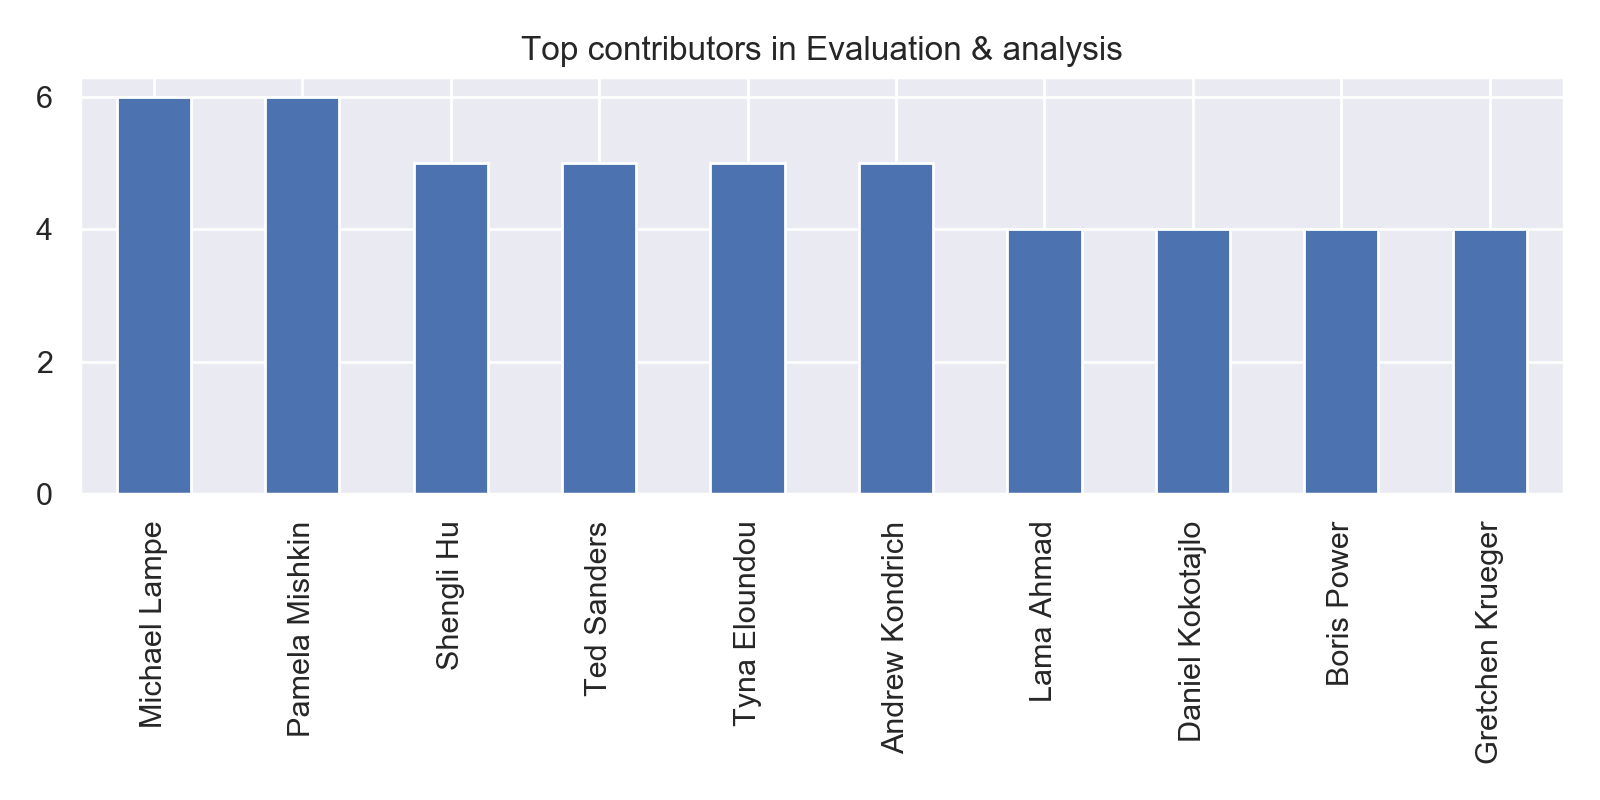 Top contributors in Evaluation & analysis
6
4
2
0
Michael Lampe
Pamela Mishkin
Shengli Hu
Ted Sanders
Tyna Eloundou
Andrew Kondrich
Lama Ahmad
Daniel Kokotajlo
Boris Power
Gretchen Krueger